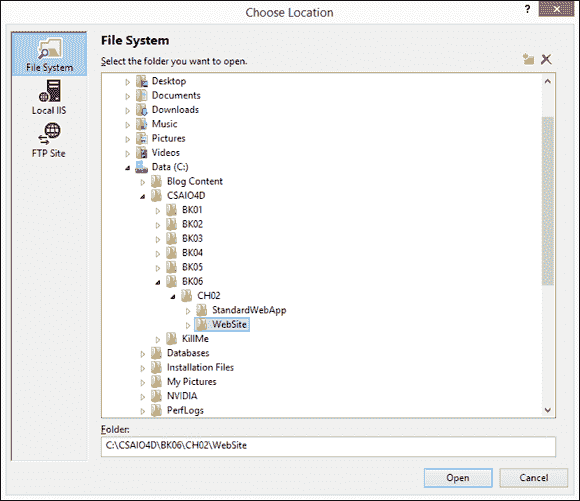 Choose Location
?
File System
Local IIS
FTP Site
File System
Select the folder you want to open.
Desktop
Documents
Downloads
Music
Pictures
Videos
Data (C:)
Blog Content
CSAIO4D
BK01
BK02
BK03
BK04
BK05
BK06
CH02
StandardWebApp
WebSite
KillMe
Databases
Installation Files
My Pictures
NVIDIA
PerfLogs
Folder:
C:\CSAIO4D\BK06\CH02\WebSite
Open
Cancel